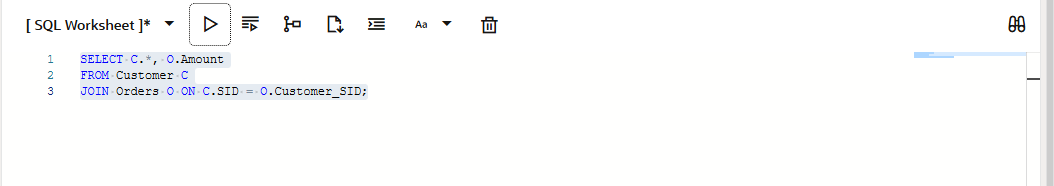 [ SQL Worksheet ]*
Aa
1 SELECT C.*, O.Amount
2 FROM Customer C
3 JOIN Orders O ON C.SID = O.Customer_SID;